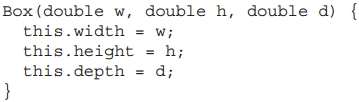 Box(double w, double h, double d) {
  this.width = w;
  this.height = h;
  this.depth = d;
}